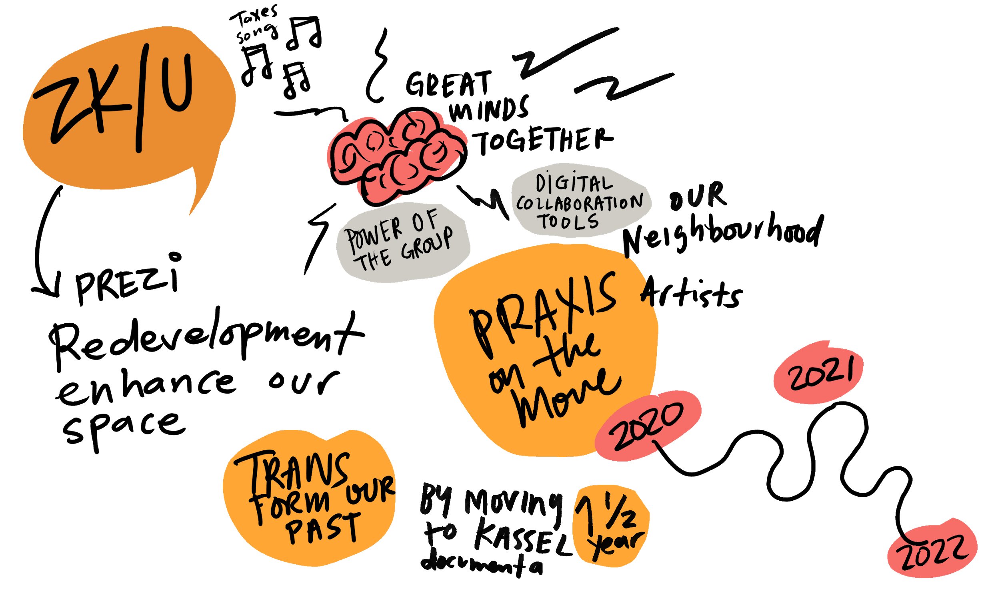 ZK/U
Taxes
song
GREAT
MINDS
TOGETHER
DIGITAL
COLLABORATION
TOOLS
POWER OF
THE GROUP
OUR
Neighbourhood
Artists
PREZI
Redevelopment
enhance our
space
PRAXIS
on the
Move
2020
2021
2022
TRANS
FORM OUR
PAST
BY MOVING
to KASSEL
documenta
1 1/2
year